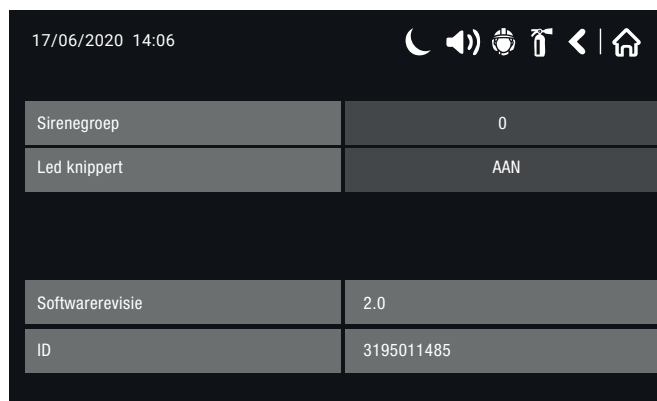 17/06/2020 14:06
Sirenegroep 0
Led knippert AAN
Softwarerevisie 2.0
ID 3195011485